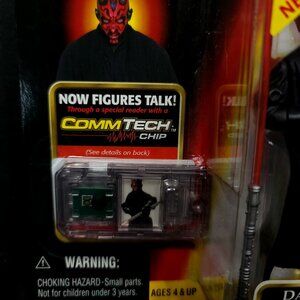 NOW FIGURES TALK!
Through a special reader with a
COMMTECH™
CHIP
(See details on back)
WARNING:
CHOKING HAZARD-Small parts.
Not for children under 3 years.
AGES 4 & UP